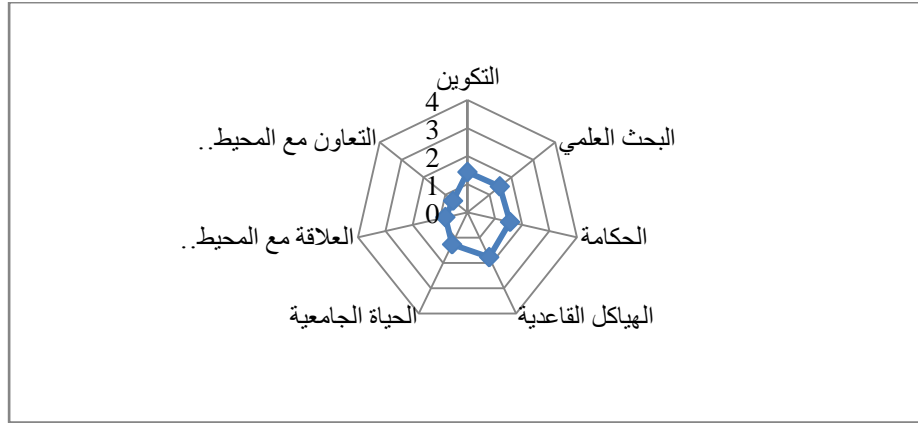 التكوين
4
3
2
1
0
البحث العلمي
الحكامة
الهياكل القاعدية
الحياة الجامعية
العلاقة مع المحيط..
التعاون مع المحيط..